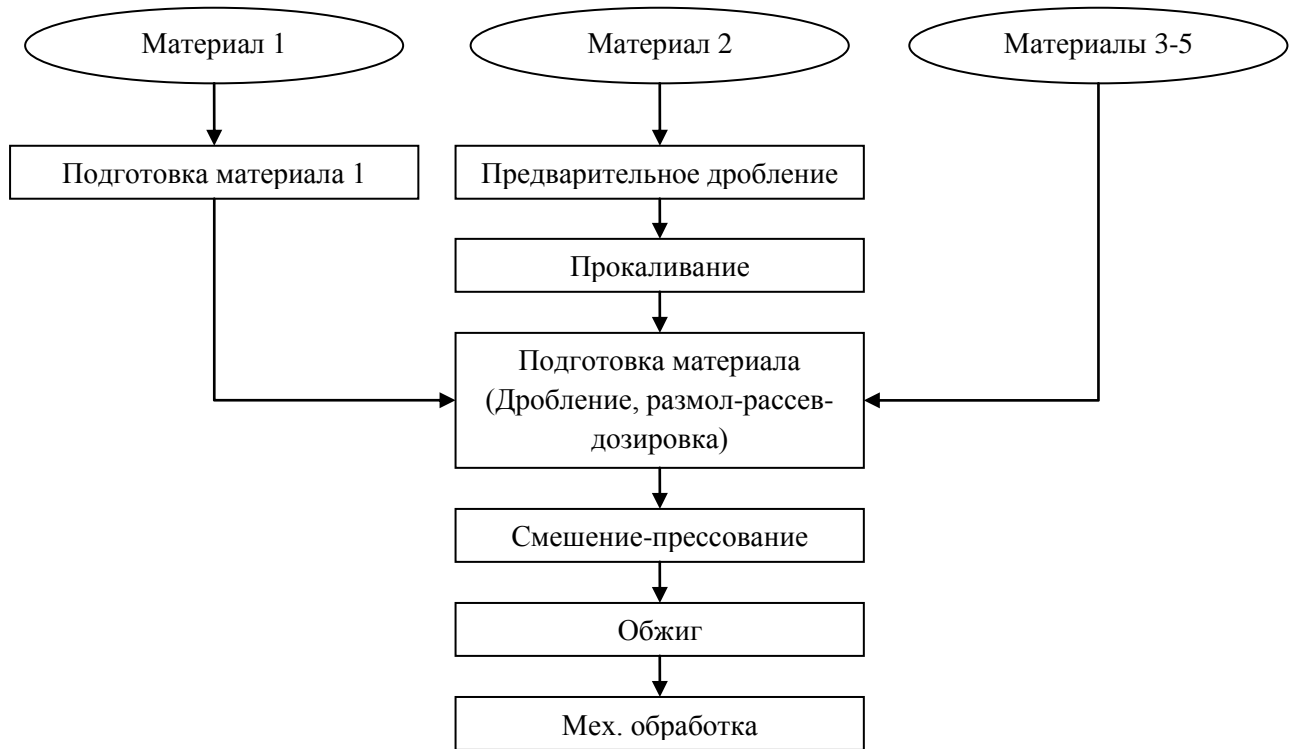 Материал 1
Материал 2
Материалы 3-5
Подготовка материала 1
Предварительное дробление
Прокаливание
Подготовка материала
(Дробление, размол-рассев-
дозировка)
Смешение-прессование
Обжиг
Мех. обработка